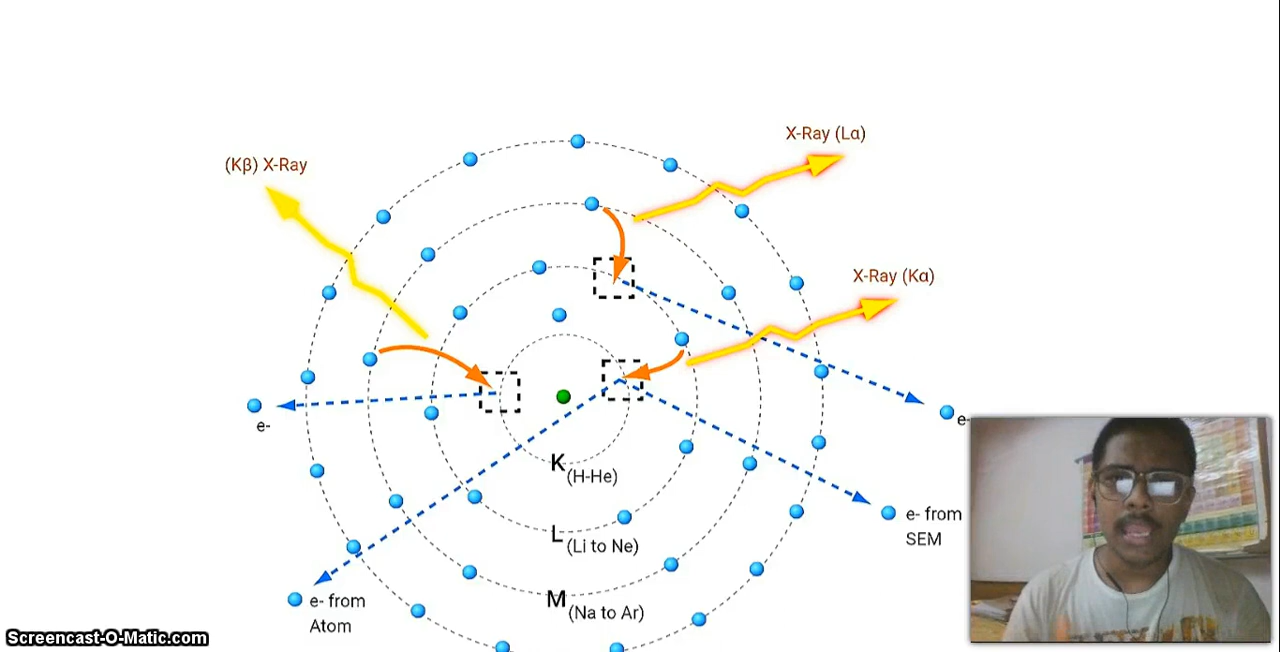 X-Ray (Lα)
(Kβ) X-Ray
X-Ray (Kα)
e-
e-
K (H-He)
e- from
SEM
L (Li to Ne)
M (Na to Ar)
e- from
Atom
Screencast-O-Matic.com